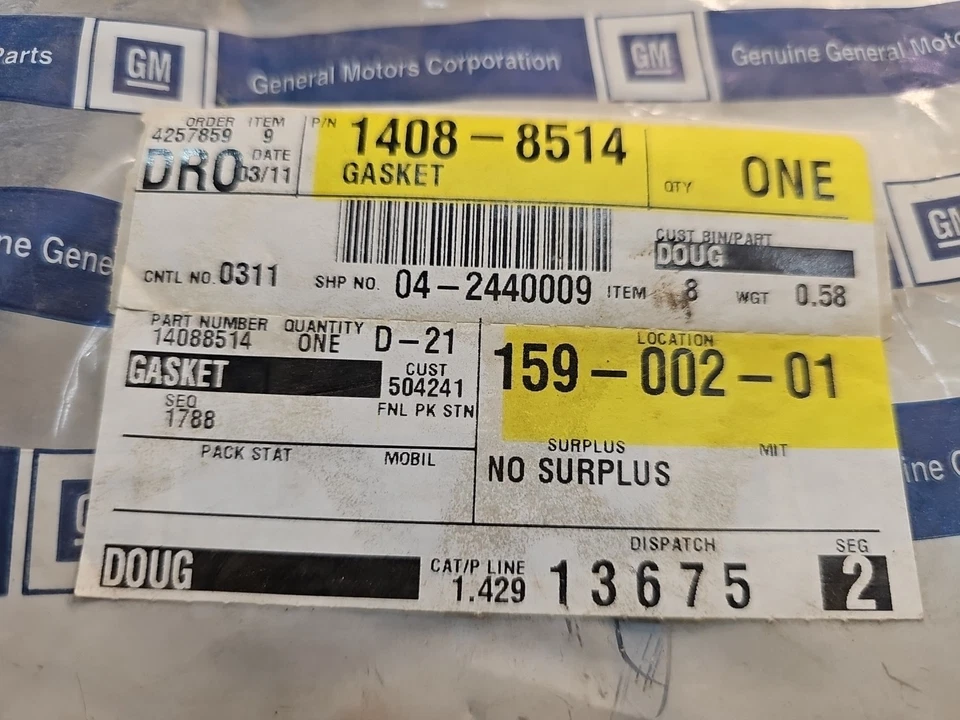 Parts
GM
General Motors Corporation
GM
Genuine General Moto
ORDER ITEM
4257859 9
DRO
DATE
03/11
P/N
1408-8514
GASKET
QTY ONE
CUST BIN/PART
DOUG
CNTL NO. 0311
SHP NO. 04-2440009
ITEM 8
WGT 0.58
ne Gene
GM
PART NUMBER QUANTITY
14088514 ONE
D-21
GASKET
CUST
504241
SEQ
1788
FNL PK STN
LOCATION
159-002-01
PACK STAT
MOBIL
SURPLUS
MIT
NO SURPLUS
GM
ine G
DOUG
CAT/P LINE
1.429
DISPATCH
13675
SEG
2